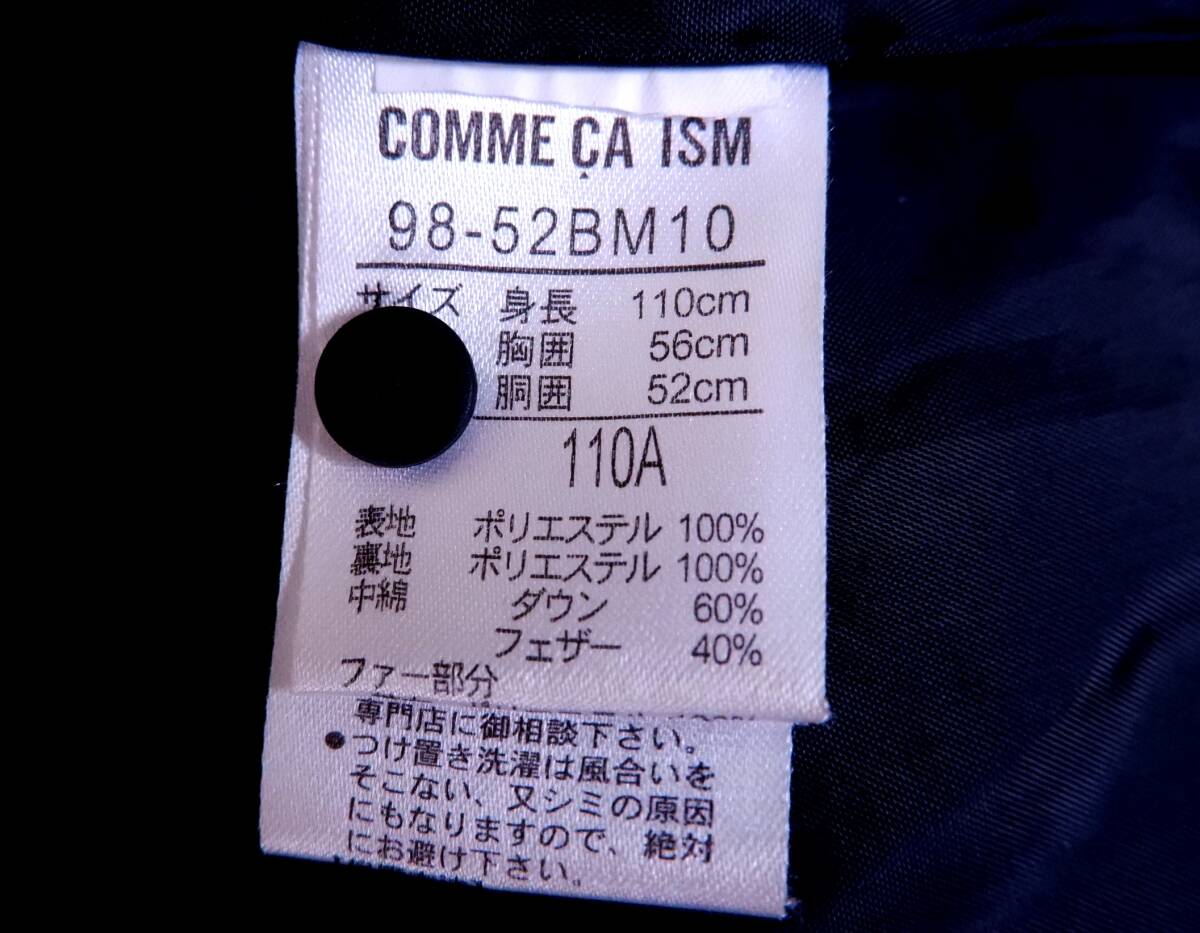 COMME ÇA ISM
98-52BM10
サイズ 身長 110cm
胸囲 56cm
胴囲 52cm
110A
表地 ポリエステル 100%
裏地 ポリエステル 100%
中綿 ダウン 60%
フェザー 40%
ファー部分
専門店に御相談下さい。
●つけ置き洗濯は風合いを
そこない、又シミの原因
にもなりますので、絶対
にお避け下さい。